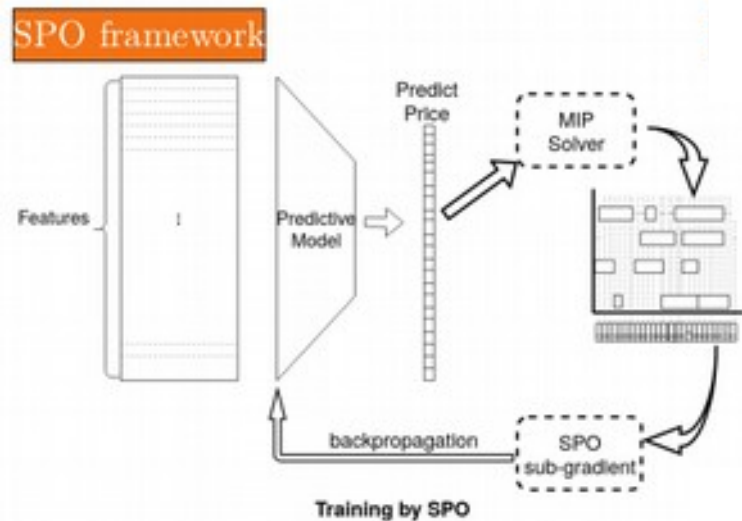 SPO framework
Predict
Price
MIP
Solver
Features
Predictive
Model
backpropagation
SPO
sub-gradient
Training by SPO